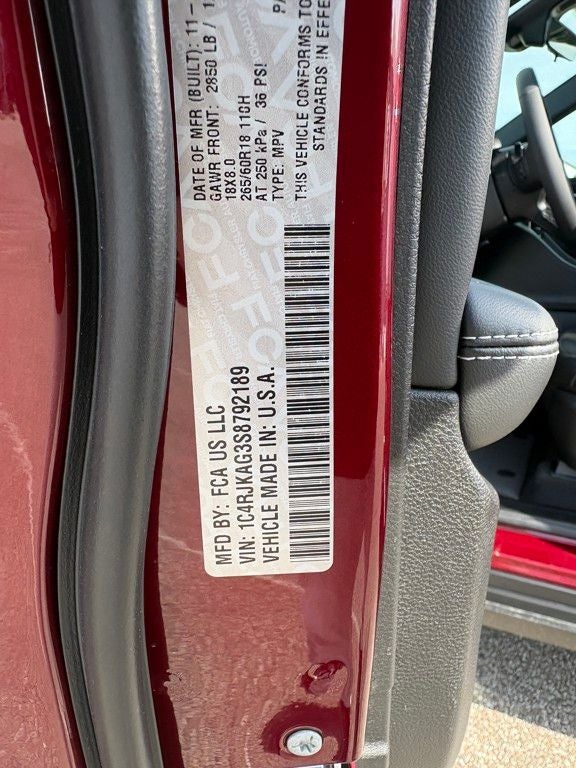 MFD BY: FCA US LLC
VIN: 1C4RJKAG3S8792189
VEHICLE MADE IN: U.S.A.
DATE OF MFR (BUILT): 11-
GAWR FRONT: 2850 LB /
18X8.0
265/60R18 110H
AT 250 kPa / 36 PSI
TYPE: MPV
THIS VEHICLE CONFORMS TO
STANDARDS IN EFFE